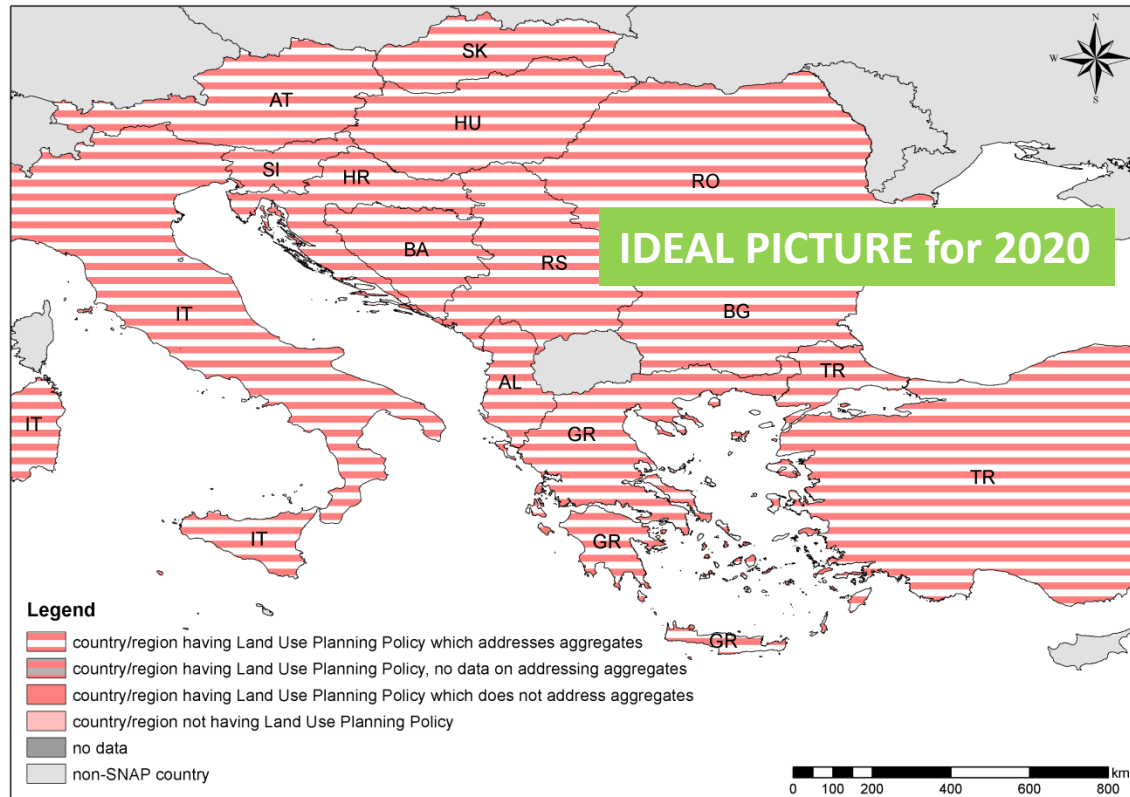 N
W
S
SK
AT
HU
SI
HR
RO
BA
RS
IDEAL PICTURE for 2020
IT
BG
TR
AL
IT
GR
TR
IT
GR
GR
Legend
country/region having Land Use Planning Policy which addresses aggregates
country/region having Land Use Planning Policy, no data on addressing aggregates
country/region having Land Use Planning Policy which does not address aggregates
country/region not having Land Use Planning Policy
no data
non-SNAP country
km
0 100 200 400 600 800